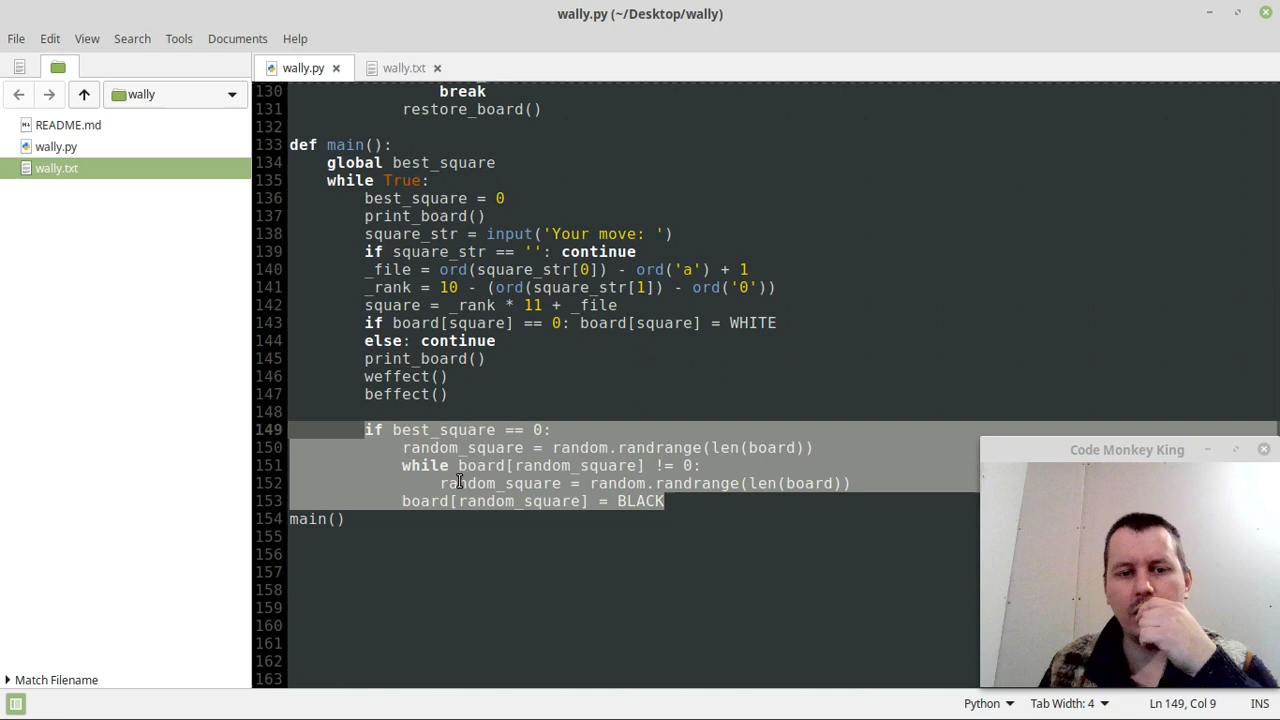 wally.py (~/Desktop/wally)
File Edit View Search Tools Documents Help
wally.py wally.txt
wally
README.md
wally.py
wally.txt
130 break
131 restore_board()
132
133 def main():
134 global best_square
135 while True:
136 best_square = 0
137 print_board()
138 square_str = input('Your move: ')
139 if square_str == '': continue
140 _file = ord(square_str[0]) - ord('a') + 1
141 _rank = 10 - (ord(square_str[1]) - ord('0'))
142 square = _rank * 11 + _file
143 if board[square] == 0: board[square] = WHITE
144 else: continue
145 print_board()
146 weffect()
147 beffect()
148
149 if best_square == 0:
150 random_square = random.randrange(len(board))
151 while board[random_square] != 0:
152 random_square = random.randrange(len(board))
153 board[random_square] = BLACK
154 main()
155
156
157
158
159
160
161
162
163
Code Monkey King
Match Filename
Python Tab Width: 4 Ln 149, Col 9 INS